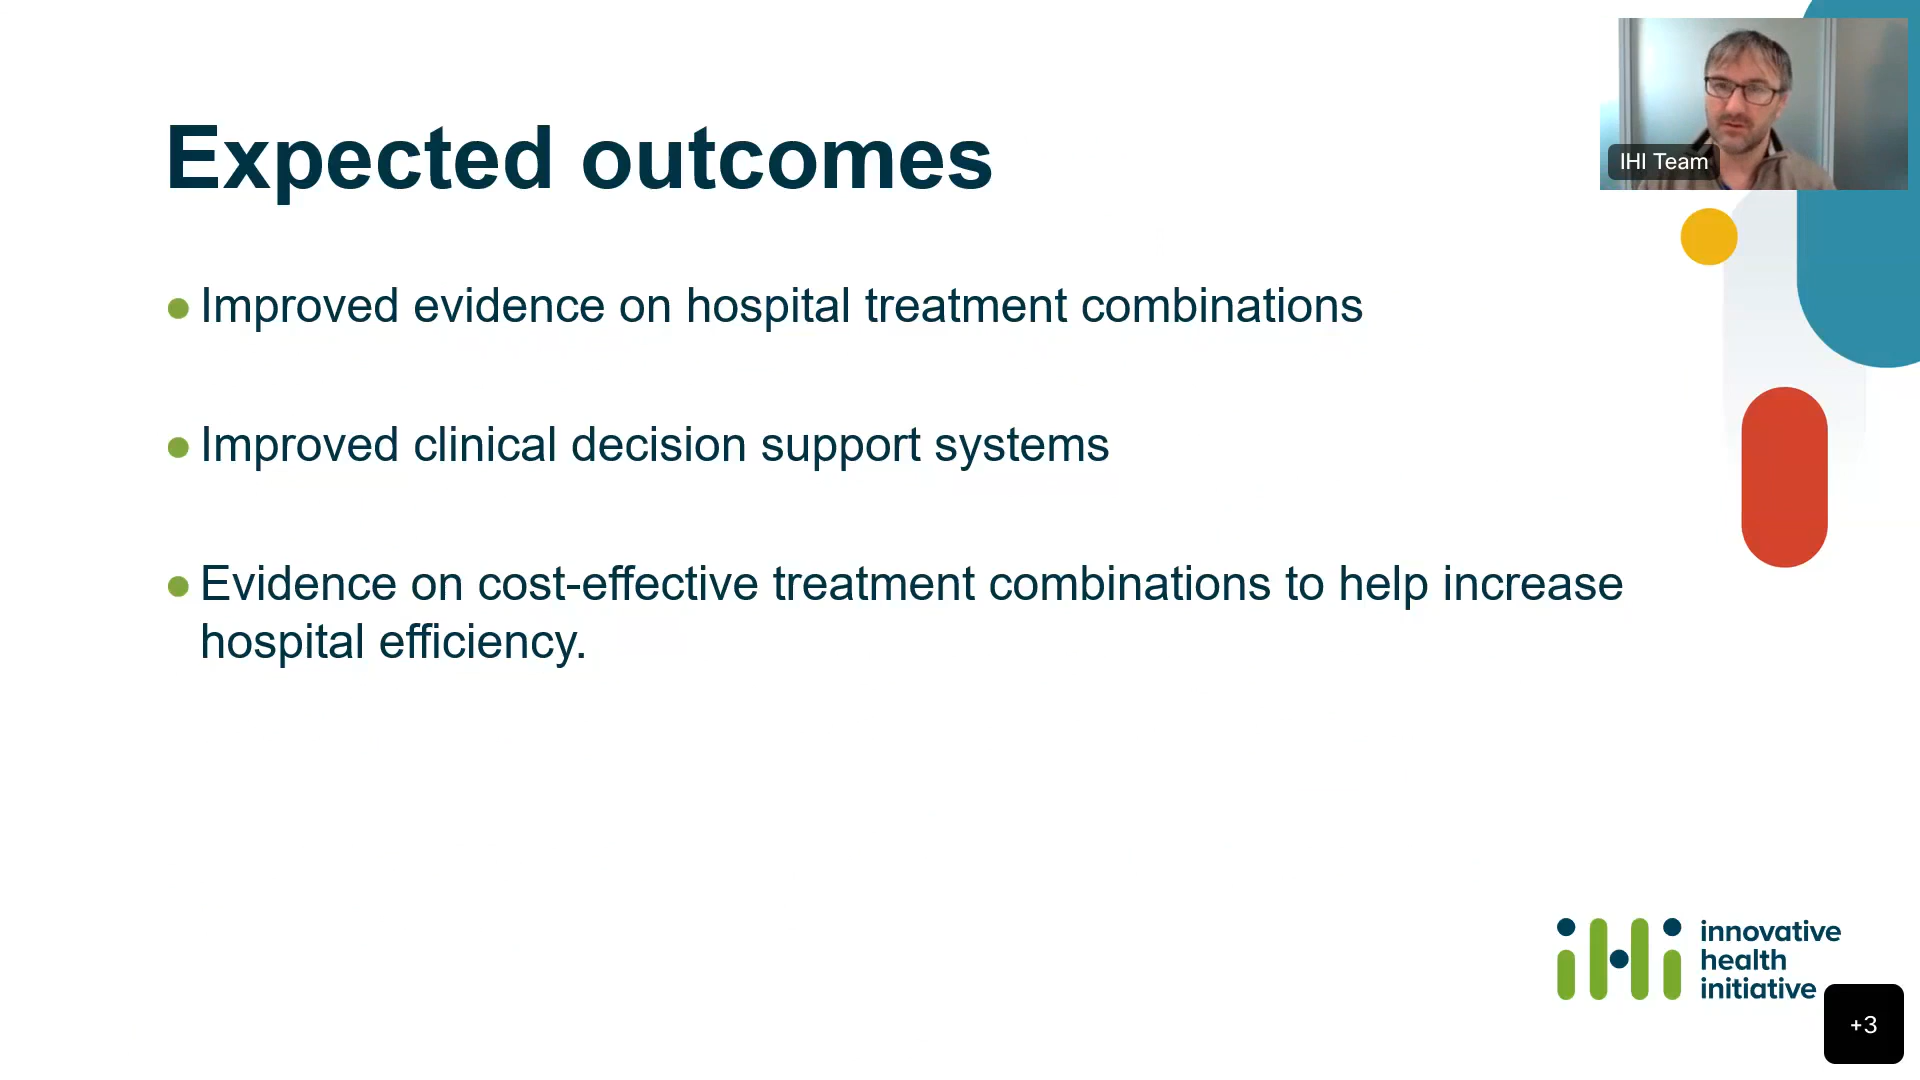 IHI Team
Expected outcomes
Improved evidence on hospital treatment combinations
Improved clinical decision support systems
Evidence on cost-effective treatment combinations to help increase
hospital efficiency.
iHi
innovative
health
initiative
+3